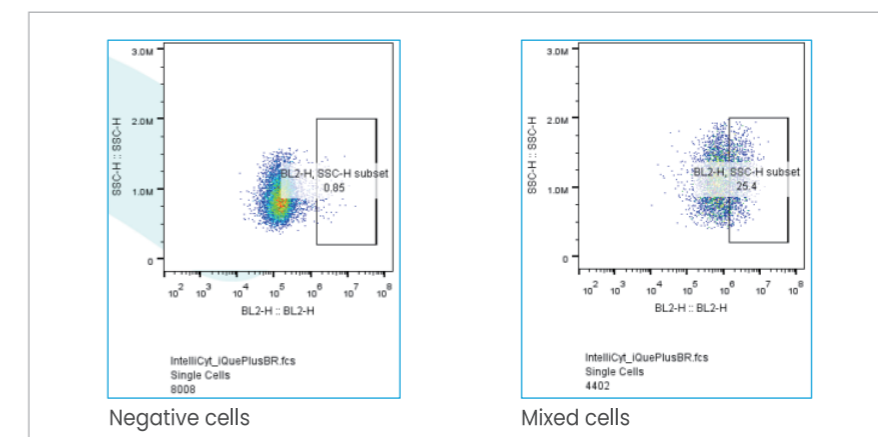 3.0M
2.0M
1.0M
0
SSC-H :: SSC-H
BL2-H, SSC-H subset
0.85
10^2 10^3 10^4 10^5 10^6 10^7 10^8
BL2-H :: BL2-H
IntelliCyt_iQuePlusBR.fcs
Single Cells
8008
Negative cells
3.0M
2.0M
1.0M
0
SSC-H :: SSC-H
BL2-H, SSC-H subset
25.4
10^2 10^3 10^4 10^5 10^6 10^7 10^8
BL2-H :: BL2-H
IntelliCyt_iQuePlusBR.fcs
Single Cells
4402
Mixed cells